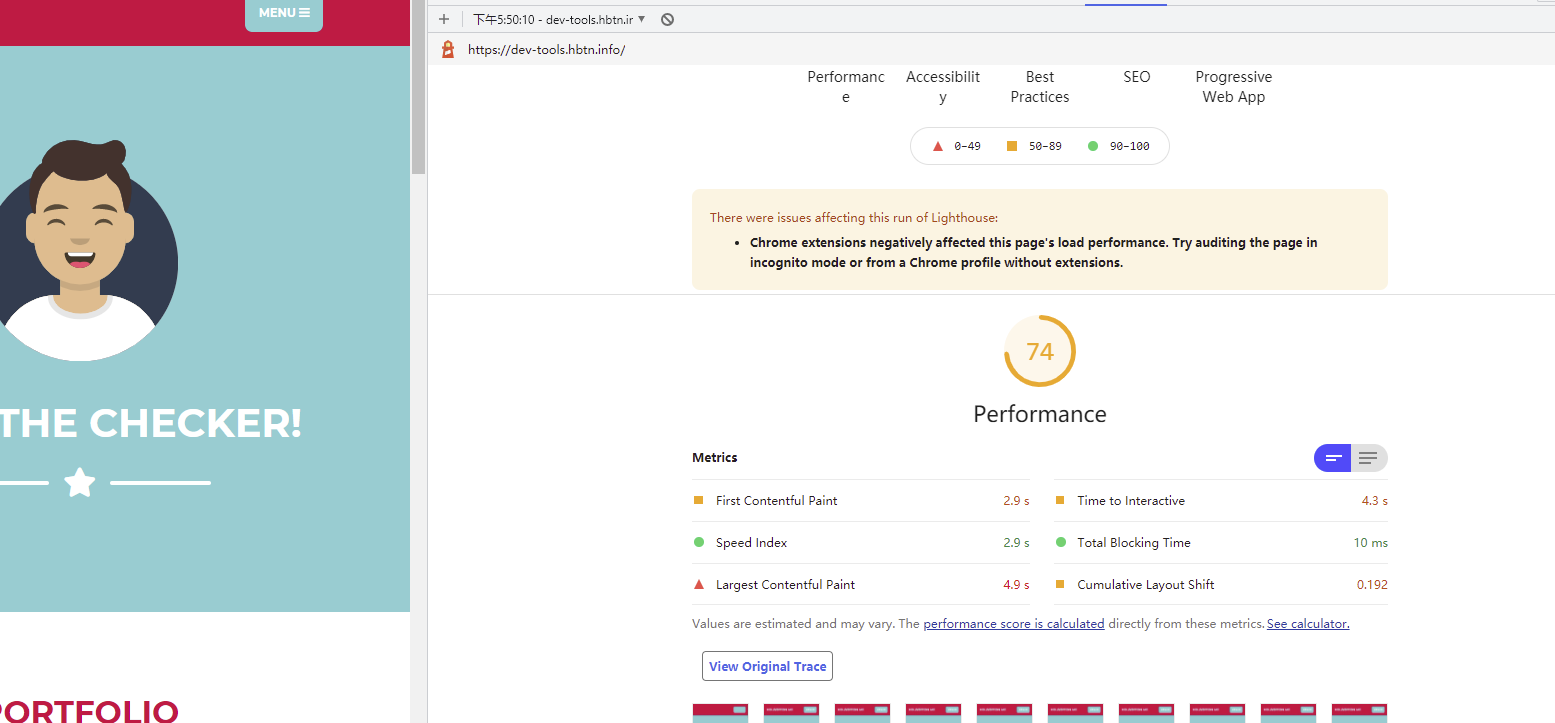 MENU
下午5:50:10 - dev-tools.hbtn.ir
https://dev-tools.hbtn.info/
Performanc
e
Accessibilit
y
Best
Practices
SEO
Progressive
Web App
0–49
50–89
90–100
There were issues affecting this run of Lighthouse:
• Chrome extensions negatively affected this page's load performance. Try auditing the page in
incognito mode or from a Chrome profile without extensions.
74
Performance
THE CHECKER!
Metrics
First Contentful Paint 2.9 s
Time to Interactive 4.3 s
Speed Index 2.9 s
Total Blocking Time 10 ms
Largest Contentful Paint 4.9 s
Cumulative Layout Shift 0.192
Values are estimated and may vary. The performance score is calculated directly from these metrics. See calculator.
View Original Trace
PORTFOLIO